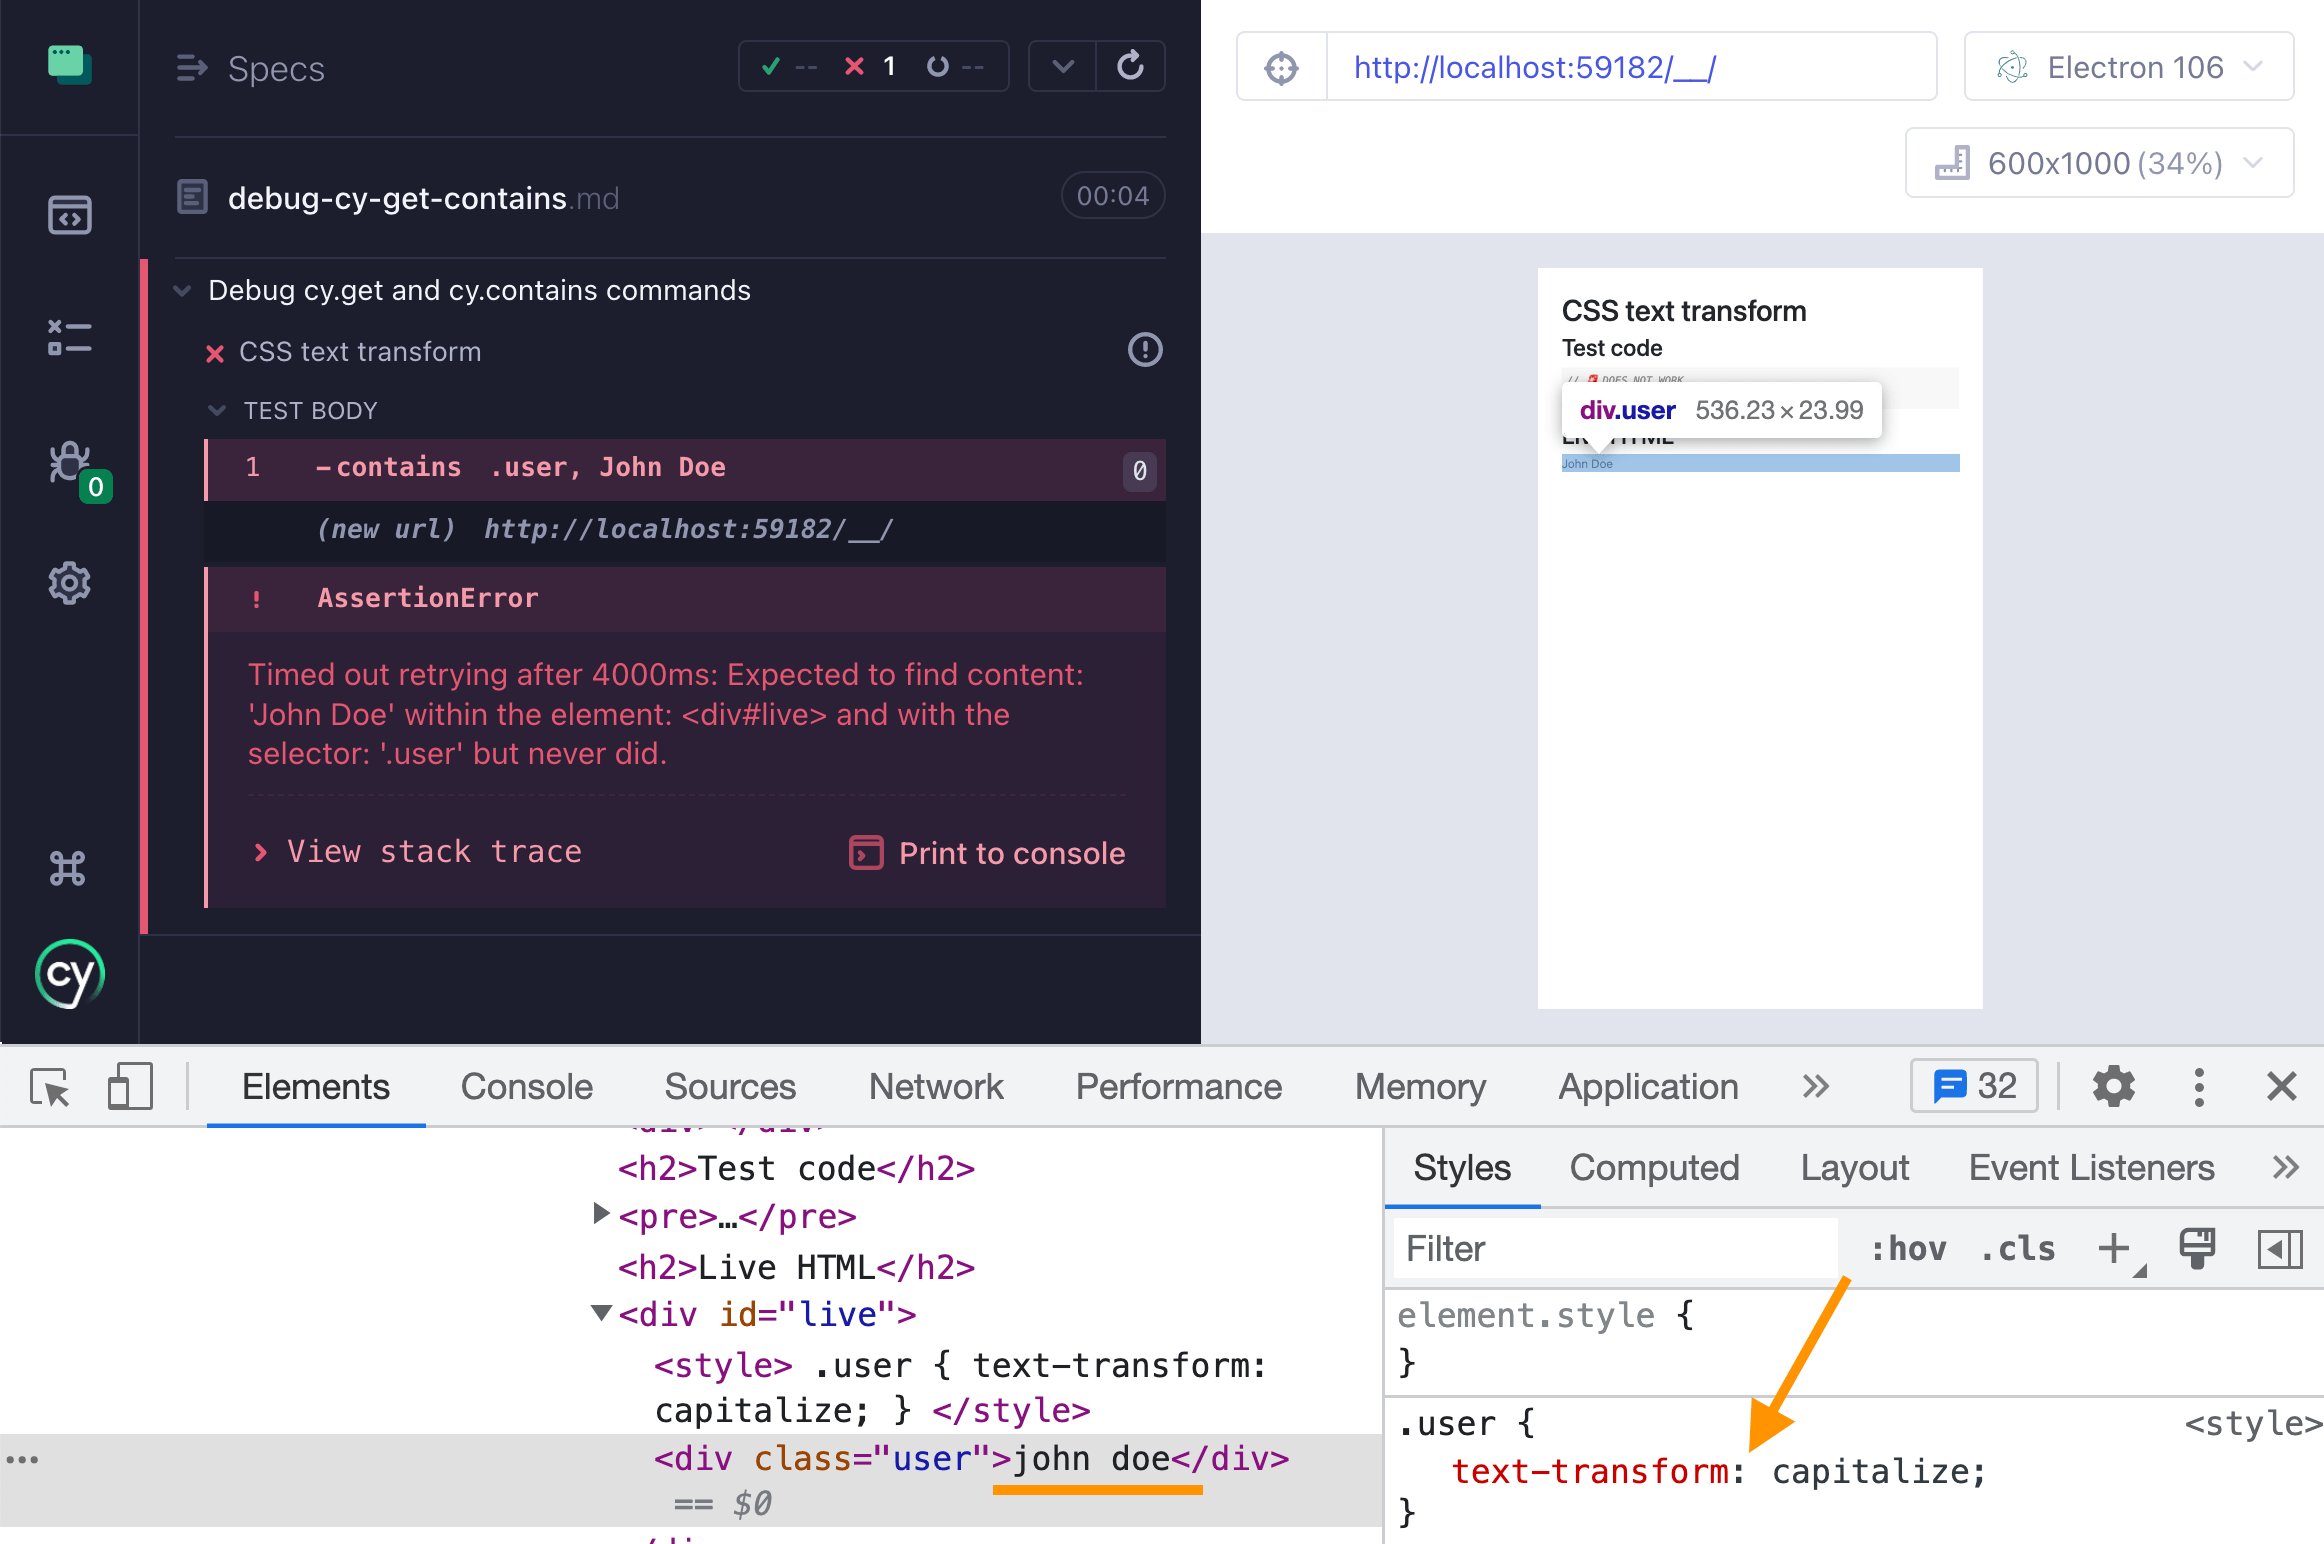 Specs
-- 1 --
debug-cy-get-contains.md
00:04
Debug cy.get and cy.contains commands
CSS text transform
TEST BODY
1 -contains .user, John Doe 0
(new url) http://localhost:59182/__/
! AssertionError
Timed out retrying after 4000ms: Expected to find content:
'John Doe' within the element: <div#live> and with the
selector: '.user' but never did.
View stack trace
Print to console
0
cy
http://localhost:59182/__/
Electron 106
600x1000 (34%)
CSS text transform
Test code
// DOES NOT WORK
div.user 536.23 × 23.99
John Doe
Elements Console Sources Network Performance Memory Application 32
<h2>Test code</h2>
<pre>…</pre>
<h2>Live HTML</h2>
<div id="live">
<style> .user { text-transform:
capitalize; } </style>
<div class="user">john doe</div>
== $0
Styles Computed Layout Event Listeners
Filter :hov .cls
element.style {
}
.user { <style>
text-transform: capitalize;
}